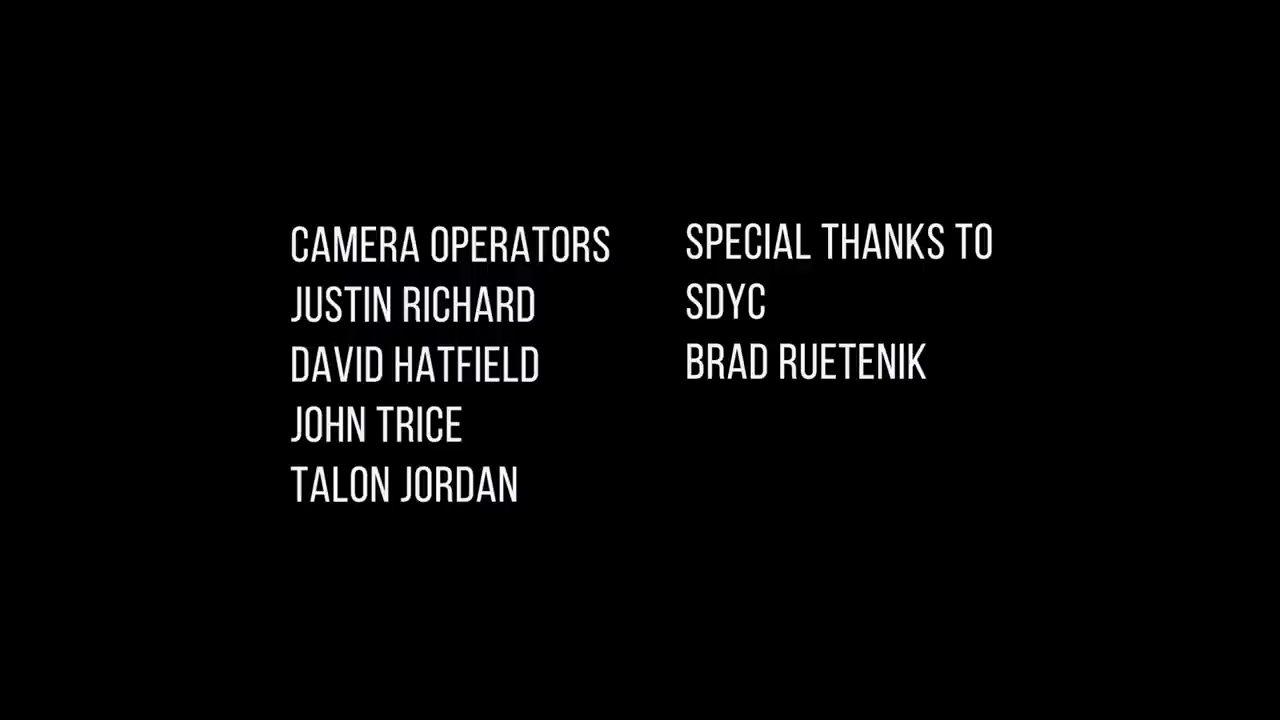 CAMERA OPERATORS
JUSTIN RICHARD
DAVID HATFIELD
JOHN TRICE
TALON JORDAN
SPECIAL THANKS TO
SDYC
BRAD RUETENIK